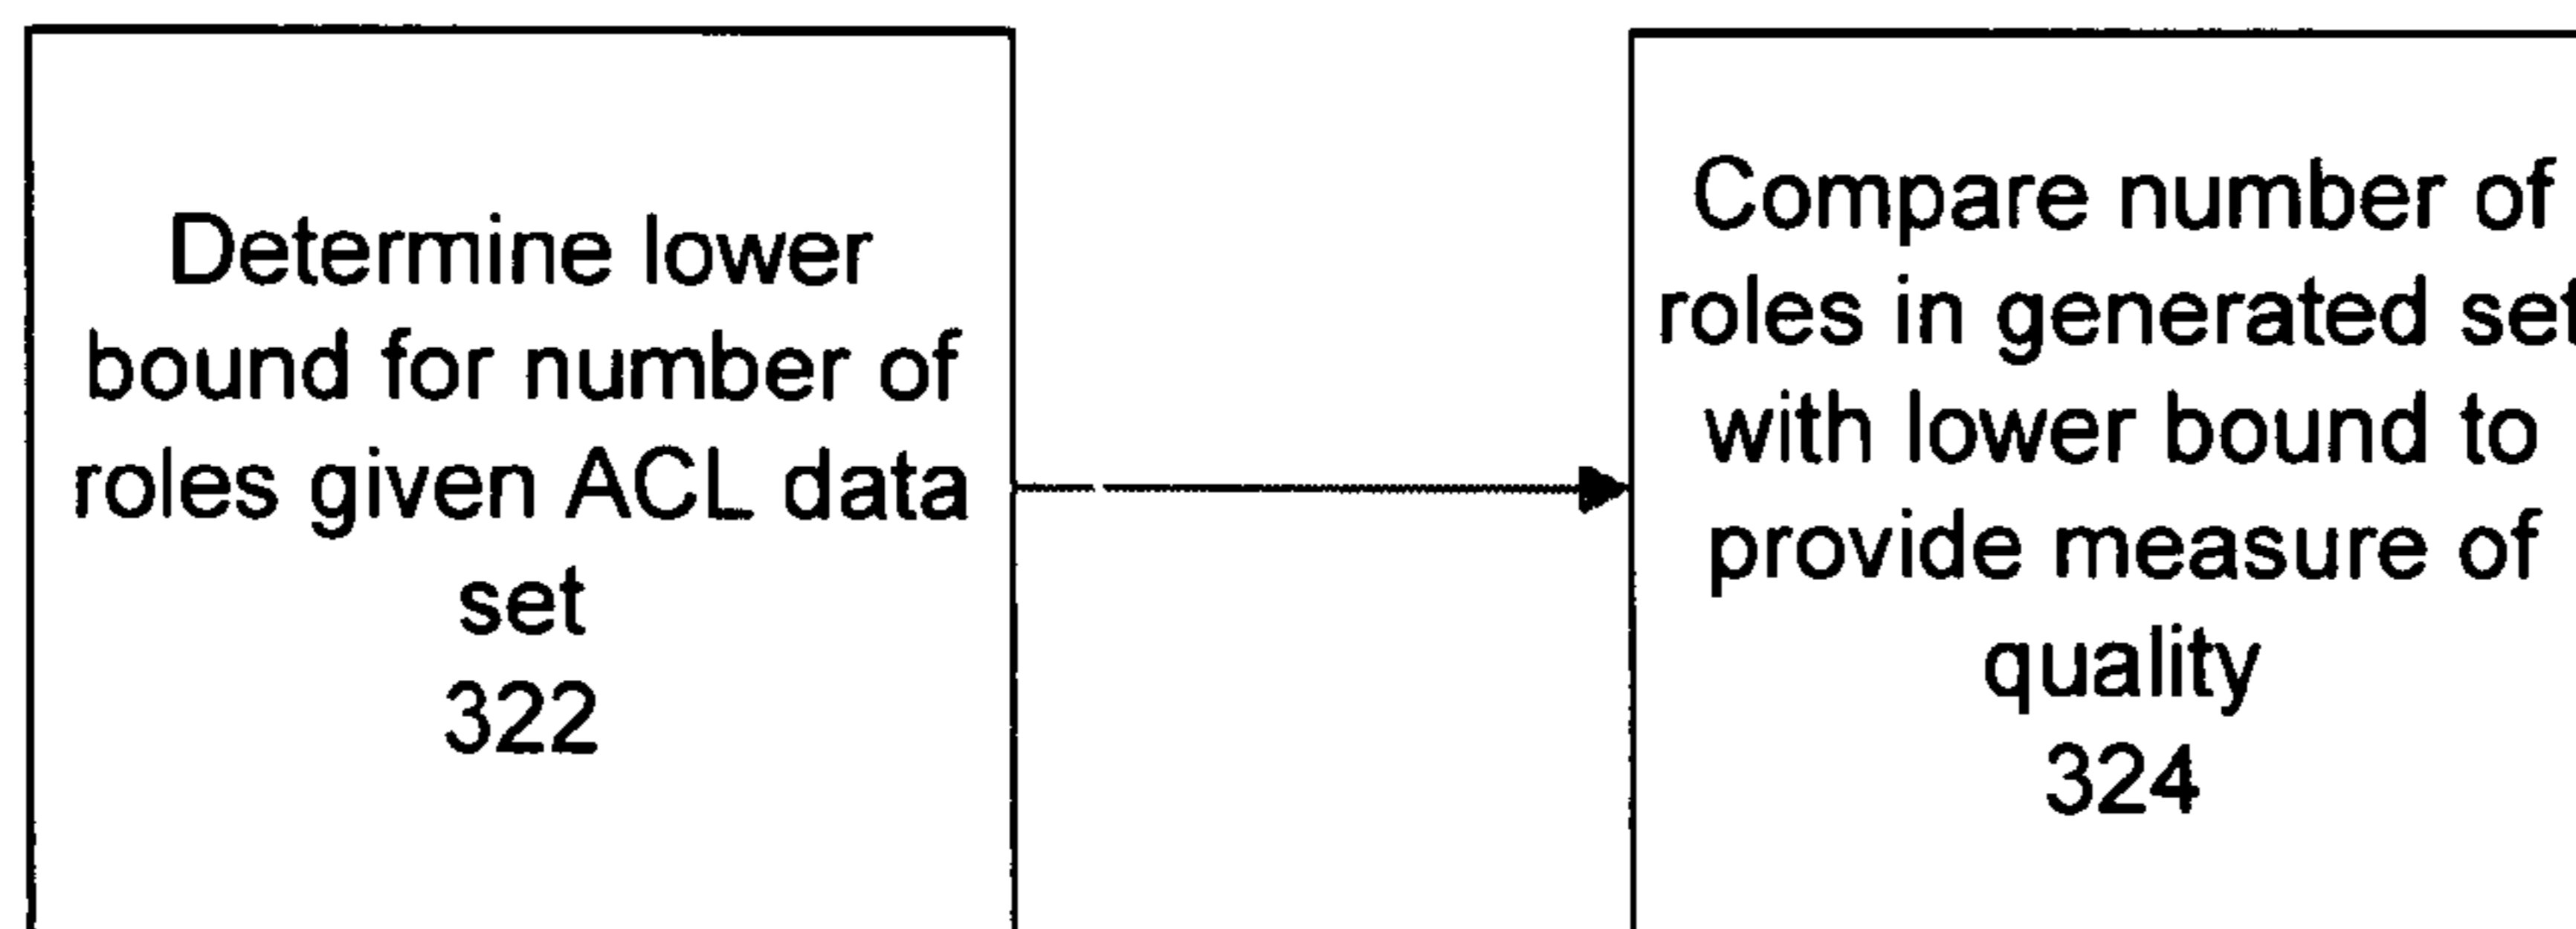 Determine lower
bound for number of
roles given ACL data
set
322
Compare number of
roles in generated set
with lower bound to
provide measure of
quality
324